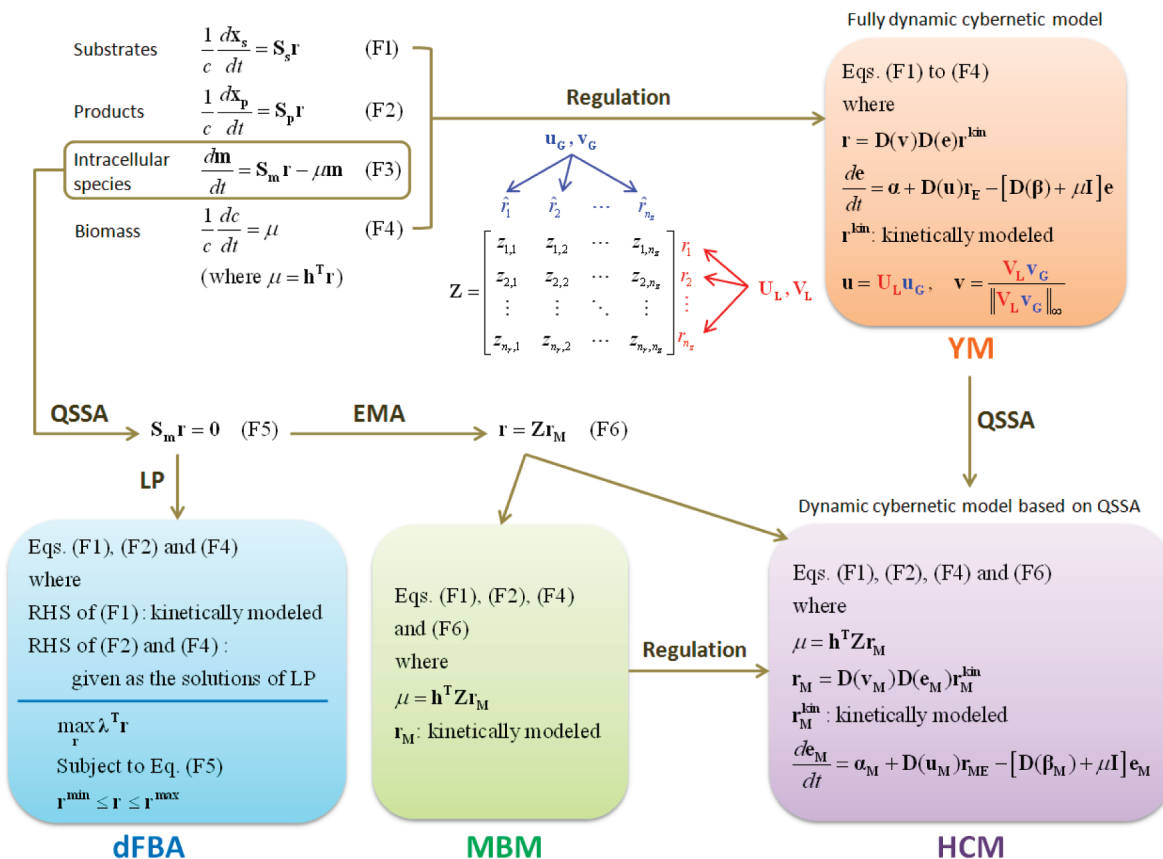 Substrates (1/c) dx_s/dt = S_s r (F1)
Products (1/c) dx_p/dt = S_p r (F2)
Intracellular species dm/dt = S_m r − μm (F3)
Biomass (1/c) dc/dt = μ (F4)
(where μ = h^T r)
Regulation
u_G , v_G
r̂_1 r̂_2 ⋯ r̂_{n_z}
Z = [ z_{1,1} z_{1,2} ⋯ z_{1,n_z} ] r_1
[ z_{2,1} z_{2,2} ⋯ z_{2,n_z} ] r_2
[ ⋮ ⋮ ⋱ ⋮ ] ⋮
[ z_{n_r,1} z_{n_r,2} ⋯ z_{n_r,n_z} ] r_{n_z}
U_L , V_L
Fully dynamic cybernetic model
Eqs. (F1) to (F4)
where
r = D(v)D(e)r^kin
de/dt = α + D(u)r_E − [D(β) + μI]e
r^kin: kinetically modeled
u = U_L u_G , v = V_L v_G / ‖V_L v_G‖_∞
YM
QSSA
S_m r = 0 (F5)
EMA
r = Zr_M (F6)
QSSA
LP
Eqs. (F1), (F2) and (F4)
where
RHS of (F1) : kinetically modeled
RHS of (F2) and (F4) :
given as the solutions of LP
max_r λ^T r
Subject to Eq. (F5)
r^min ≤ r ≤ r^max
dFBA
Eqs. (F1), (F2), (F4)
and (F6)
where
μ = h^T Zr_M
r_M: kinetically modeled
MBM
Regulation
Dynamic cybernetic model based on QSSA
Eqs. (F1), (F2), (F4) and (F6)
where
μ = h^T Zr_M
r_M = D(v_M)D(e_M)r_M^kin
r_M^kin : kinetically modeled
de_M/dt = α_M + D(u_M)r_ME − [D(β_M) + μI]e_M
HCM